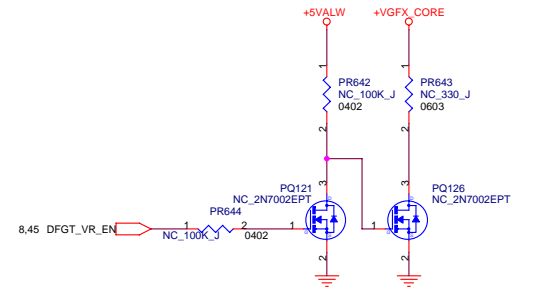 +5VALW
+VGFX_CORE
1
1
PR642
NC_100K_J
0402
PR643
NC_330_J
0603
2
2
PQ121
NC_2N7002EPT
3
3
PQ126
NC_2N7002EPT
PR644
8,45 DFGT_VR_EN
1
2
1
1
NC_100K_J
0402
2
2